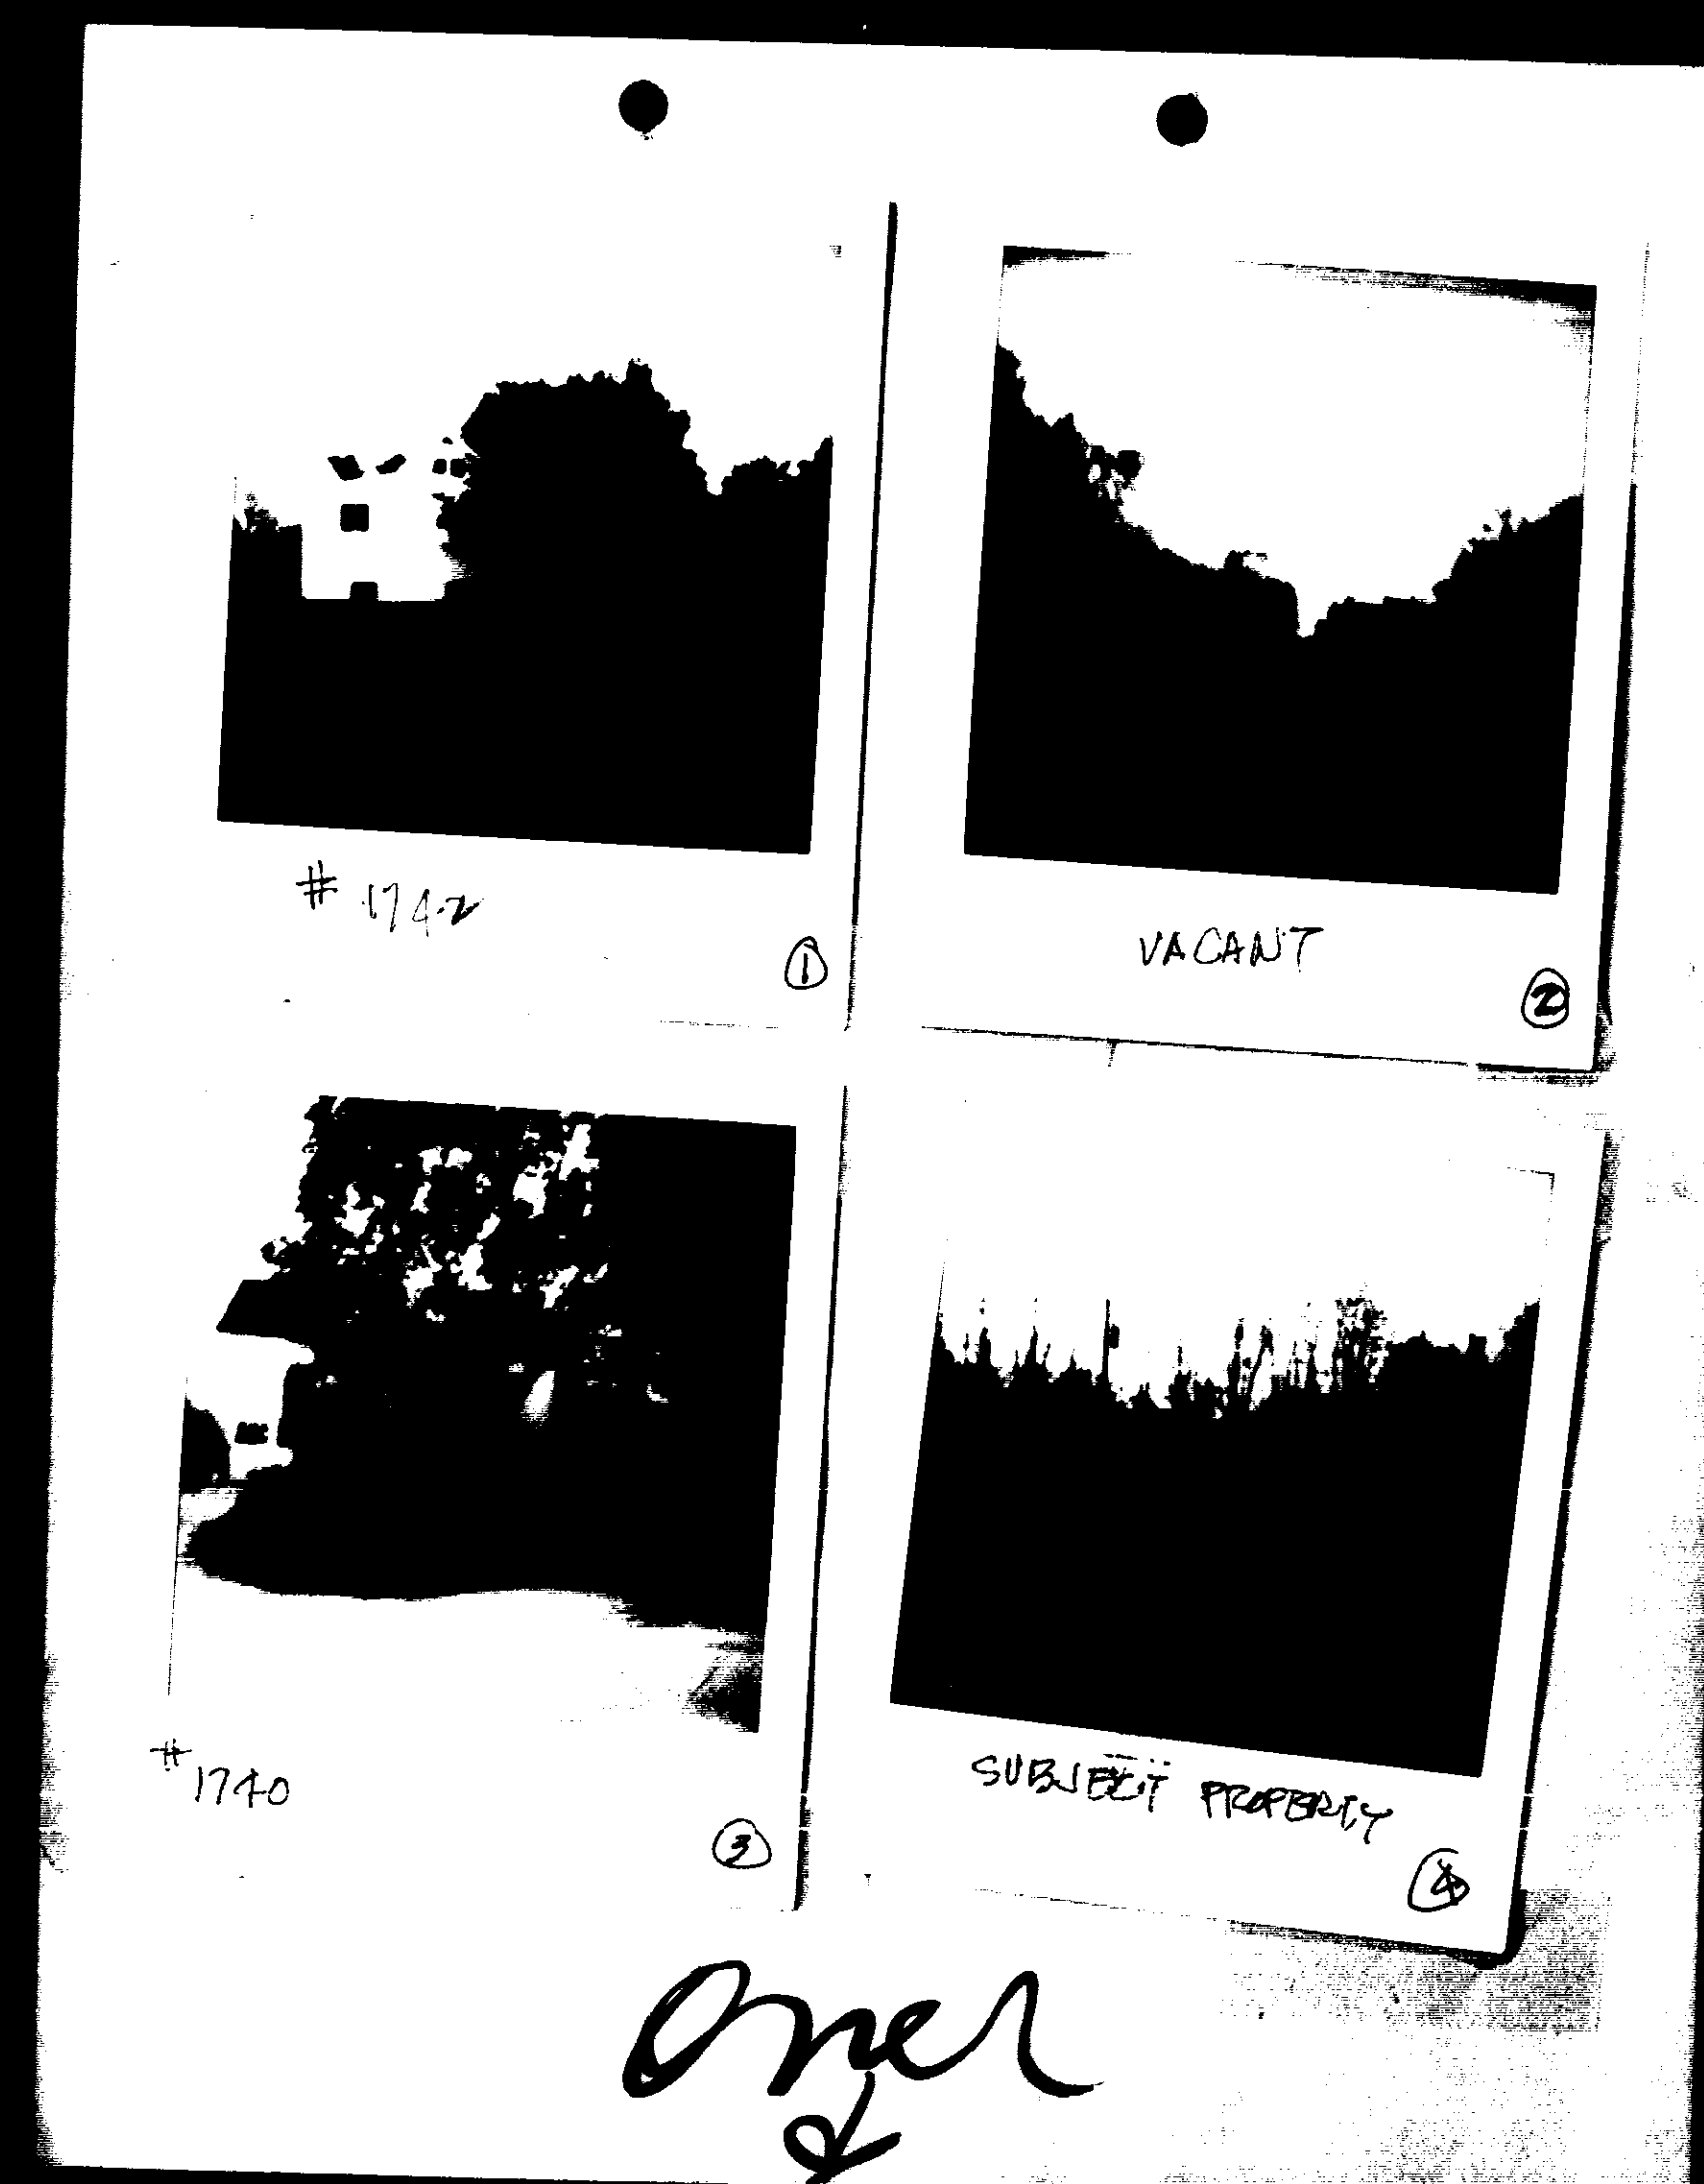 # 1742
①
VACANT
②
# 1740
③
SUBJECT PROPERTY
④
Over